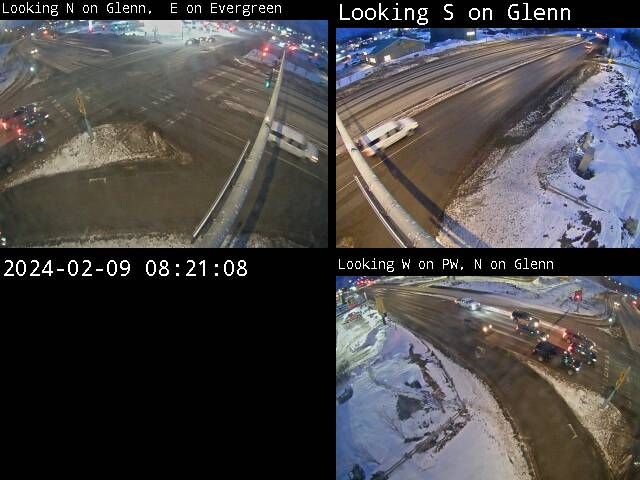 Looking N on Glenn, E on Evergreen
Looking S on Glenn
2024-02-09 08:21:08
Looking W on PW, N on Glenn